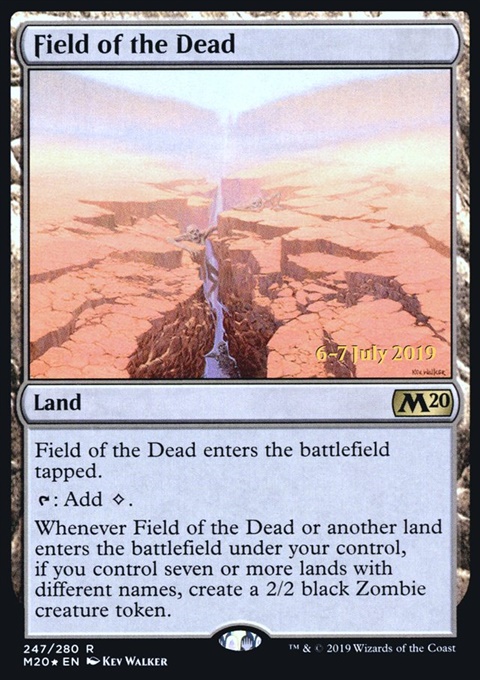 Field of the Dead
6-7 July 2019
Kev Walker
Land
M20
Field of the Dead enters the battlefield
tapped.
: Add .
Whenever Field of the Dead or another land
enters the battlefield under your control,
if you control seven or more lands with
different names, create a 2/2 black Zombie
creature token.
247/280 R
M20★EN Kev Walker
™ & © 2019 Wizards of the Coast